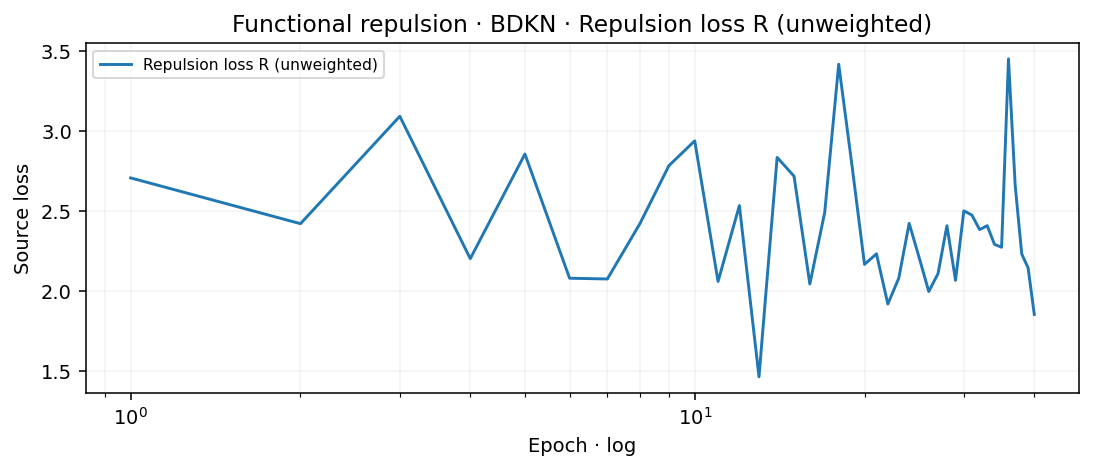 Functional repulsion · BDKN · Repulsion loss R (unweighted)
Repulsion loss R (unweighted)
Source loss
3.5
3.0
2.5
2.0
1.5
10⁰
10¹
Epoch · log